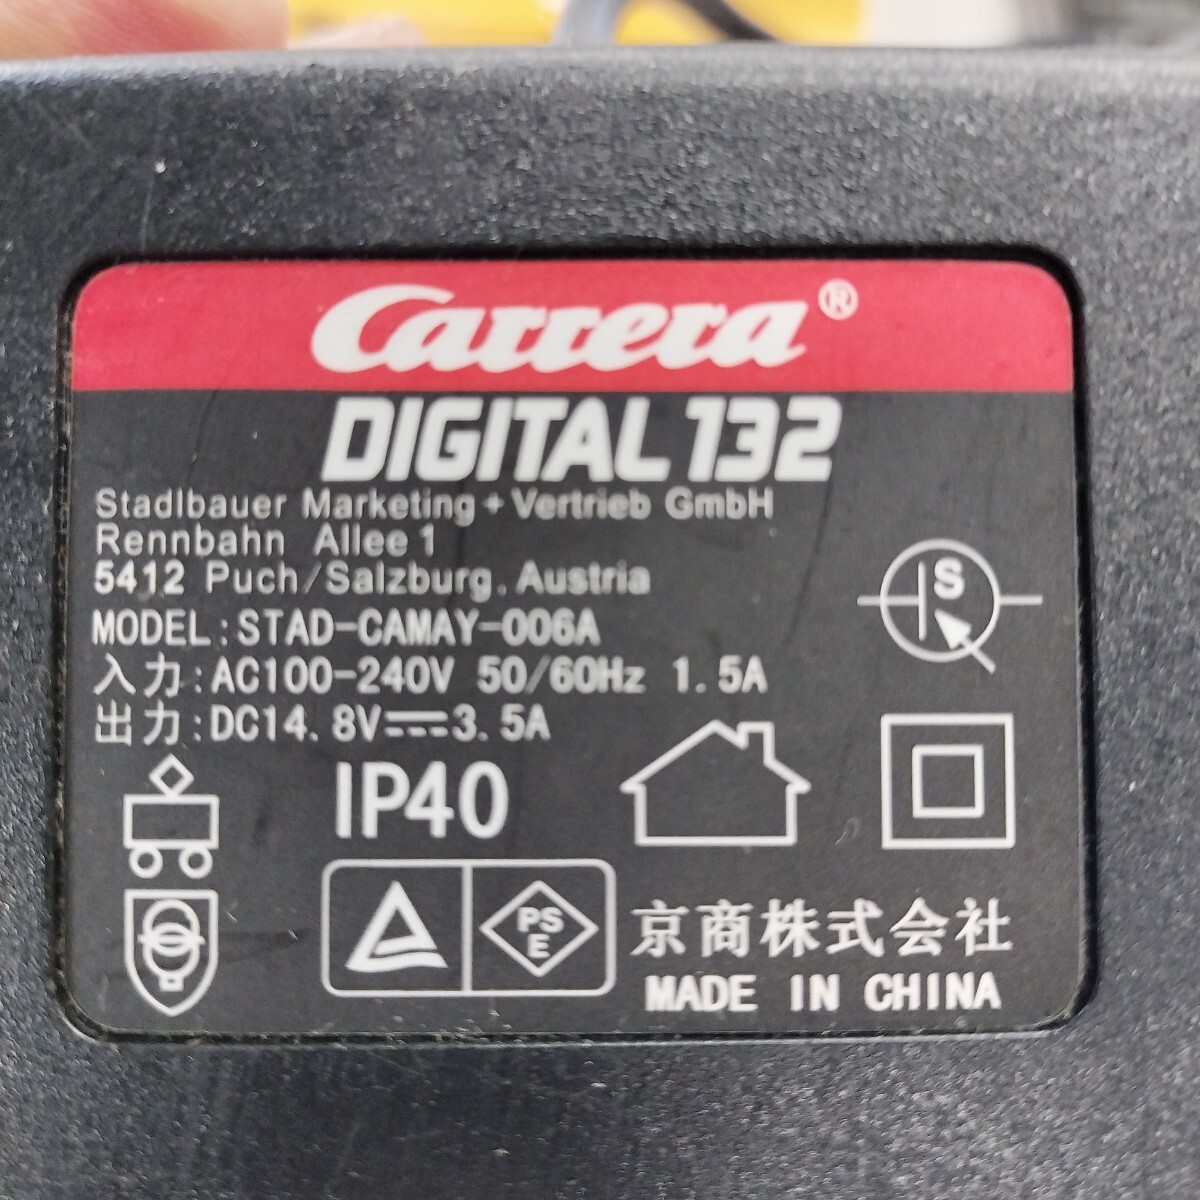 Carrera®
DIGITAL 132
Stadlbauer Marketing + Vertrieb GmbH
Rennbahn Allee 1
5412 Puch/Salzburg, Austria
MODEL:STAD-CAMAY-006A
入力:AC100-240V 50/60Hz 1.5A
出力:DC14.8V⎓3.5A
S
IP40
PS
E
京商株式会社
MADE IN CHINA